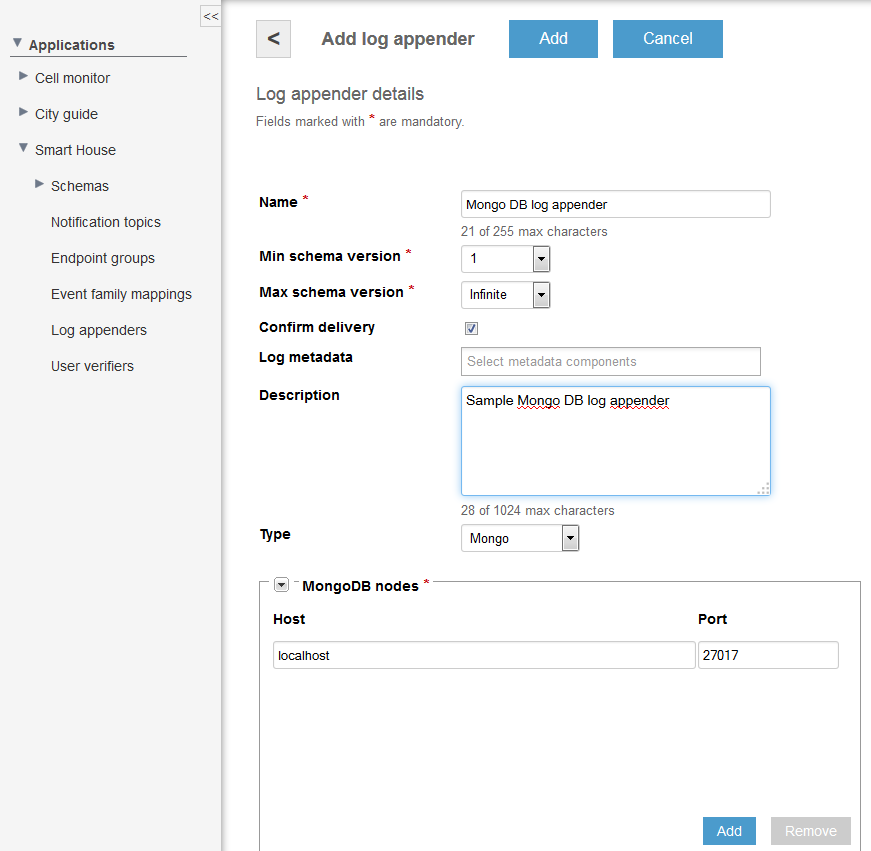 <<
Applications
Cell monitor
City guide
Smart House
Schemas
Notification topics
Endpoint groups
Event family mappings
Log appenders
User verifiers
< Add log appender Add Cancel
Log appender details
Fields marked with * are mandatory.
Name * Mongo DB log appender
21 of 255 max characters
Min schema version * 1
Max schema version * Infinite
Confirm delivery
Log metadata Select metadata components
Description Sample Mongo DB log appender
28 of 1024 max characters
Type Mongo
MongoDB nodes *
Host Port
localhost 27017
Add Remove